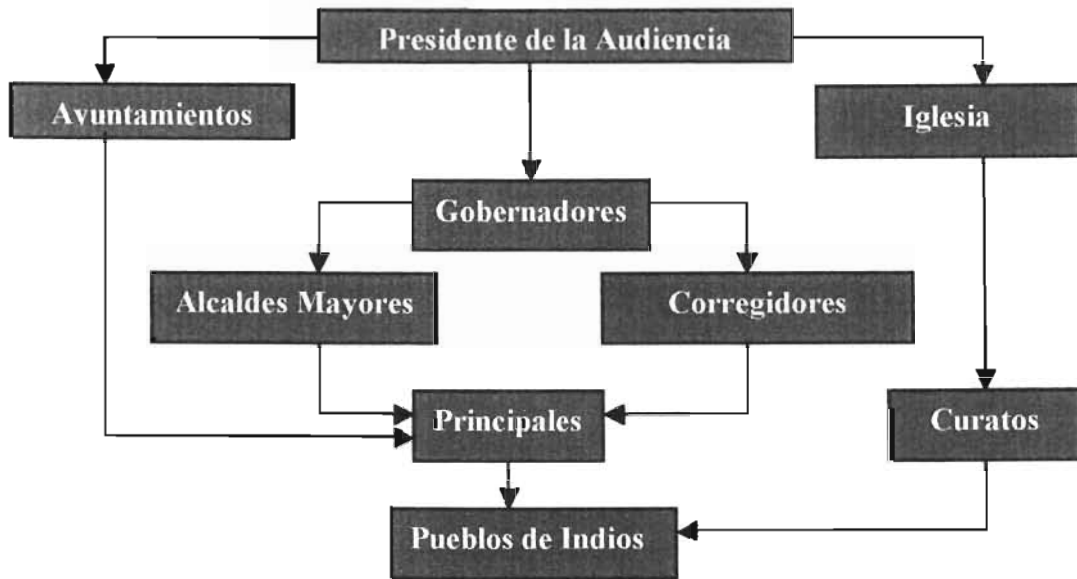 Presidente de la Audiencia
Ayuntamientos
Iglesia
Gobernadores
Alcaldes Mayores
Corregidores
Principales
Curatos
Pueblos de Indios